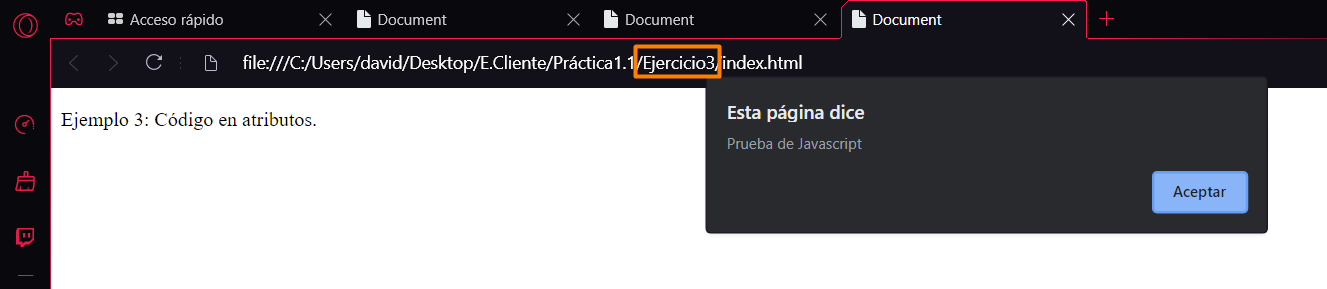 Acceso rápido
Document
Document
Document
file:///C:/Users/david/Desktop/E.Cliente/Práctica1.1/Ejercicio3/index.html
Ejemplo 3: Código en atributos.
Esta página dice
Prueba de Javascript
Aceptar